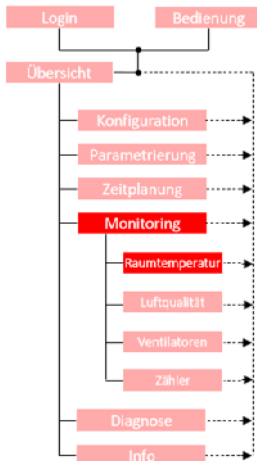 Login
Bedienung
Übersicht
Konfiguration
Parametrierung
Zeitplanung
Monitoring
Raumtemperatur
Luftqualität
Ventilatoren
Zähler
Diagnose
Info